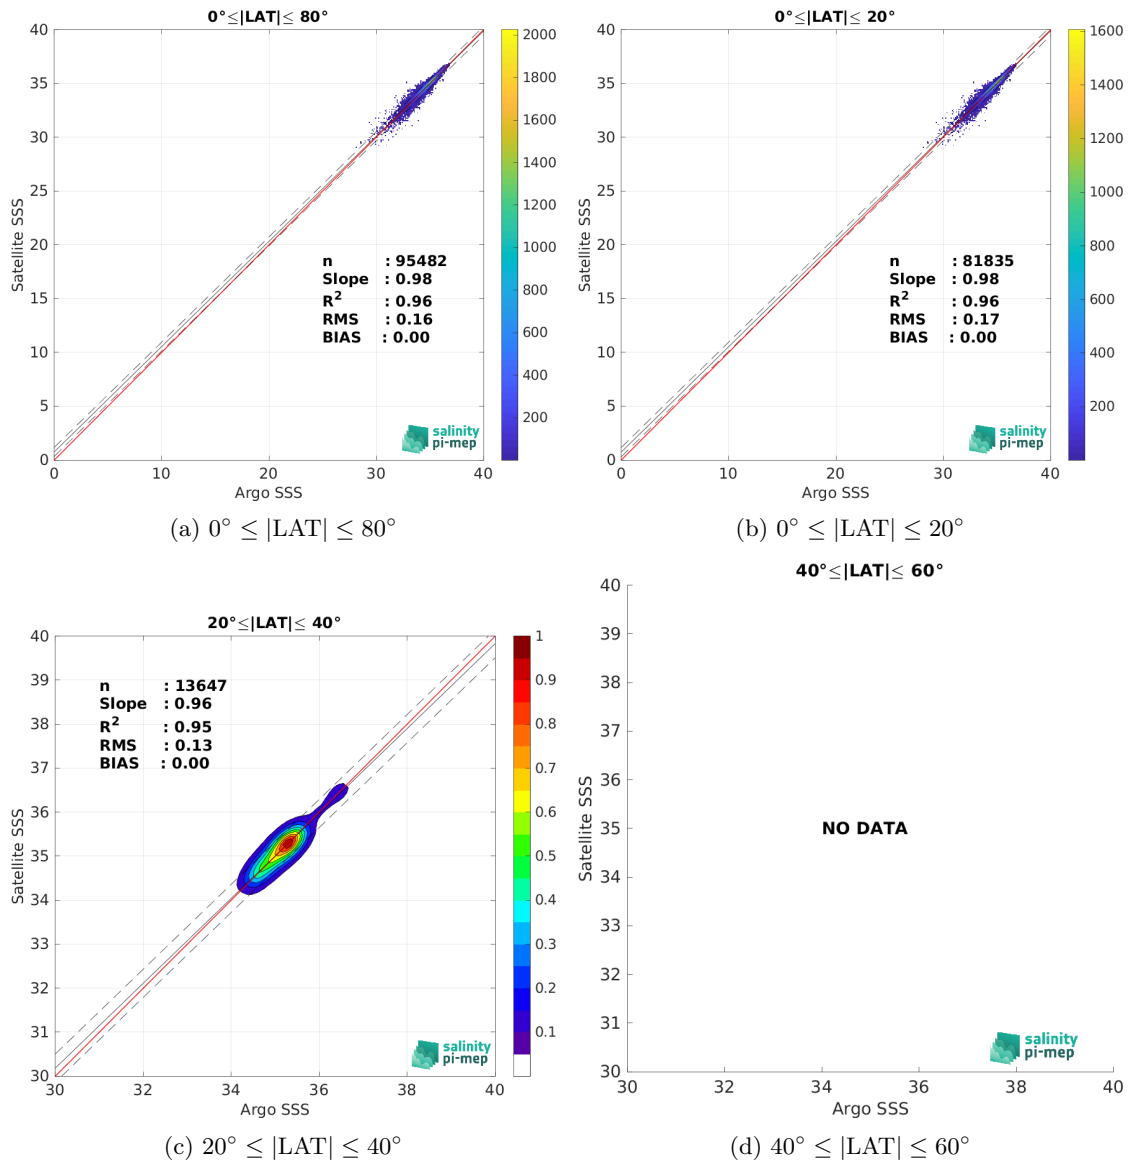 0°≤|LAT|≤ 80°
40
35
30
25
20
15
10
5
0
0
10
20
30
40
Satellite SSS
Argo SSS
n : 95482
Slope : 0.98
R² : 0.96
RMS : 0.16
BIAS : 0.00
salinity
pi-mep
2000
1800
1600
1400
1200
1000
800
600
400
200
(a) 0° ≤ |LAT| ≤ 80°
0°≤|LAT|≤ 20°
40
35
30
25
20
15
10
5
0
0
10
20
30
40
Satellite SSS
Argo SSS
n : 81835
Slope : 0.98
R² : 0.96
RMS : 0.17
BIAS : 0.00
salinity
pi-mep
1600
1400
1200
1000
800
600
400
200
(b) 0° ≤ |LAT| ≤ 20°
20°≤|LAT|≤ 40°
40
39
38
37
36
35
34
33
32
31
30
30
32
34
36
38
40
Satellite SSS
Argo SSS
n : 13647
Slope : 0.96
R² : 0.95
RMS : 0.13
BIAS : 0.00
salinity
pi-mep
1
0.9
0.8
0.7
0.6
0.5
0.4
0.3
0.2
0.1
(c) 20° ≤ |LAT| ≤ 40°
40°≤|LAT|≤ 60°
40
39
38
37
36
35
34
33
32
31
30
30
32
34
36
38
40
Satellite SSS
Argo SSS
NO DATA
salinity
pi-mep
(d) 40° ≤ |LAT| ≤ 60°